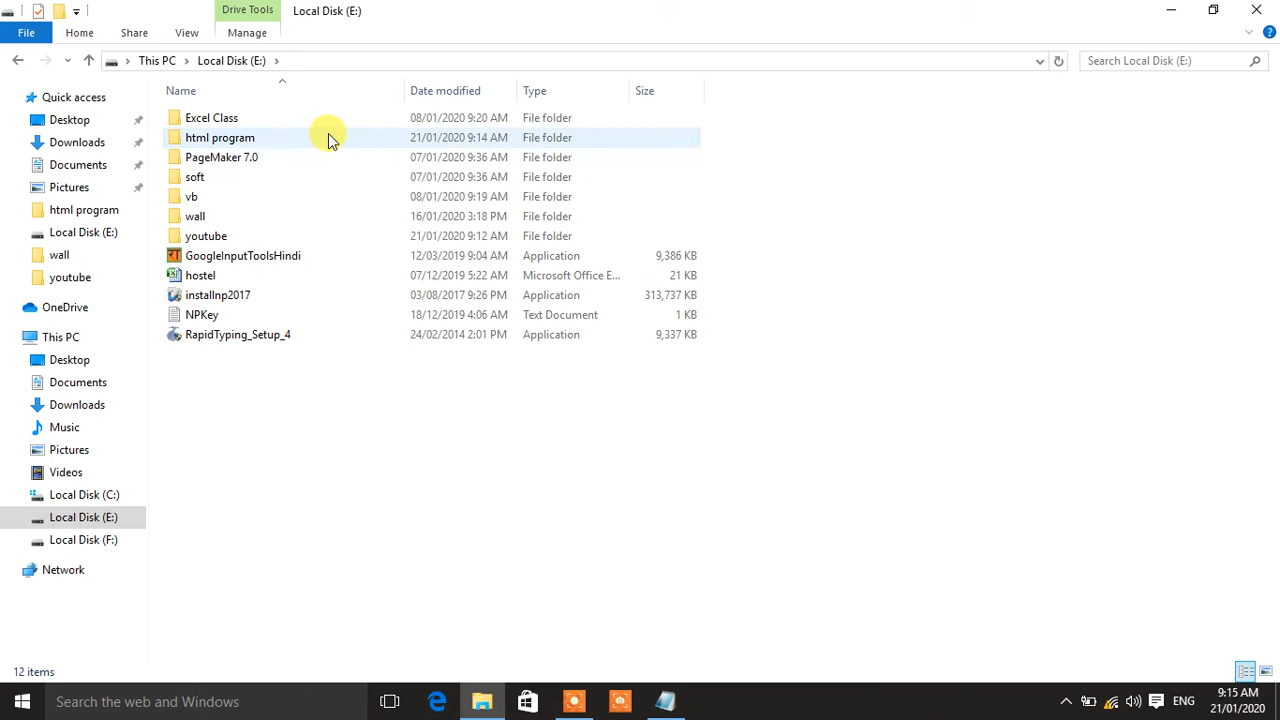 Drive Tools Local Disk (E:)
File Home Share View Manage
This PC Local Disk (E:) Search Local Disk (E:)
Name Date modified Type Size
Quick access
Desktop
Downloads
Documents
Pictures
html program
Local Disk (E:)
wall
youtube
OneDrive
This PC
Desktop
Documents
Downloads
Music
Pictures
Videos
Local Disk (C:)
Local Disk (E:)
Local Disk (F:)
Network
Excel Class 08/01/2020 9:20 AM File folder
html program 21/01/2020 9:14 AM File folder
PageMaker 7.0 07/01/2020 9:36 AM File folder
soft 07/01/2020 9:36 AM File folder
vb 08/01/2020 9:19 AM File folder
wall 16/01/2020 3:18 PM File folder
youtube 21/01/2020 9:12 AM File folder
GoogleInputToolsHindi 12/03/2019 9:04 AM Application 9,386 KB
hostel 07/12/2019 5:22 AM Microsoft Office E... 21 KB
installnp2017 03/08/2017 9:26 PM Application 313,737 KB
NPKey 18/12/2019 4:06 AM Text Document 1 KB
RapidTyping_Setup_4 24/02/2014 2:01 PM Application 9,337 KB
12 items
Search the web and Windows ENG 9:15 AM
21/01/2020